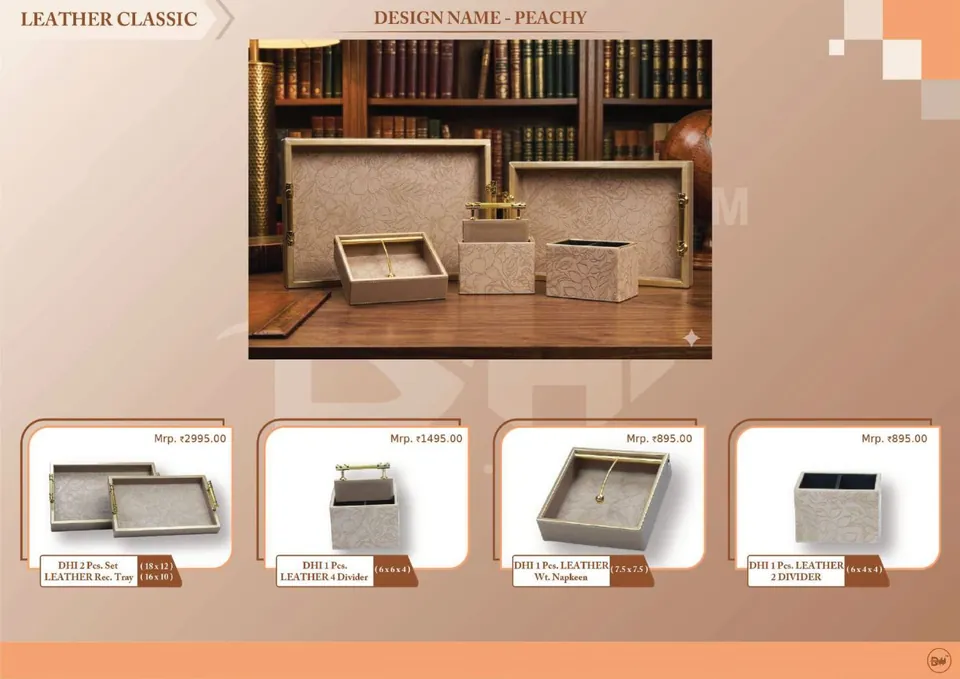 LEATHER CLASSIC
DESIGN NAME - PEACHY
Mrp. ₹2995.00
DHI 2 Pcs. Set
LEATHER Rec. Tray
( 18 x 12 )
( 16 x 10 )
Mrp. ₹1495.00
DHI 1 Pcs.
LEATHER 4 Divider
( 6 x 6 x 4 )
Mrp. ₹895.00
DHI 1 Pcs. LEATHER
Wt. Napkeen
( 7.5 x 7.5 )
Mrp. ₹895.00
DHI 1 Pcs. LEATHER
2 DIVIDER
( 6 x 4 x 4 )